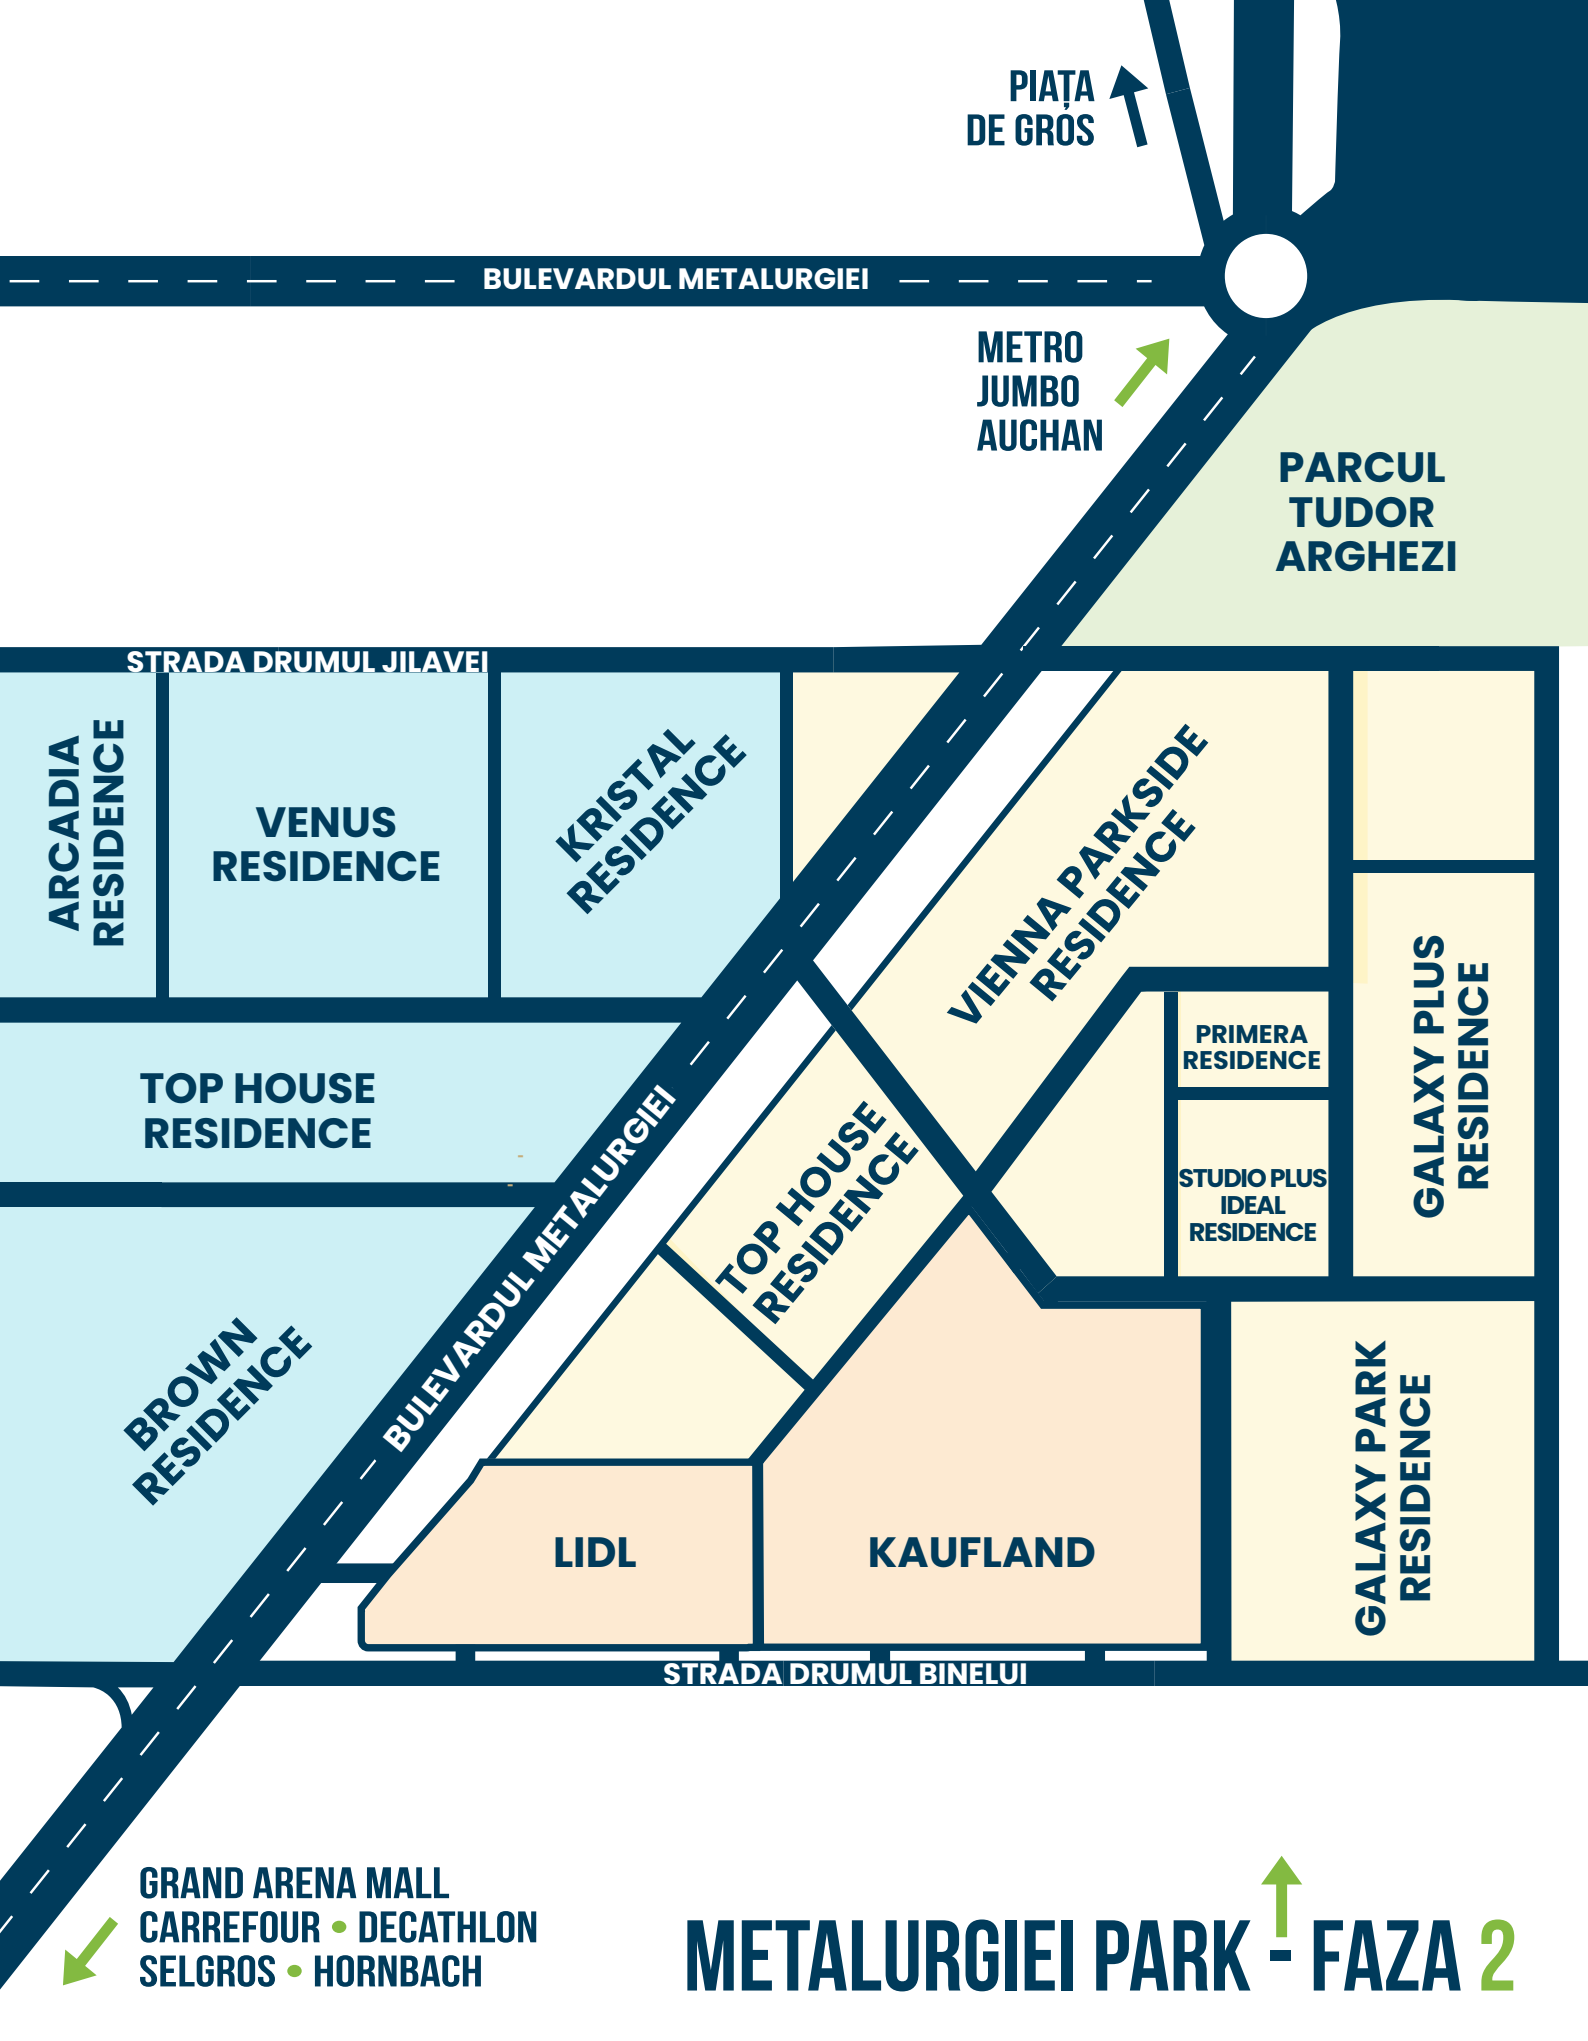 PIAȚA
DE GROS
BULEVARDUL METALURGIEI
METRO
JUMBO
AUCHAN
PARCUL
TUDOR
ARGHEZI
STRADA DRUMUL JILAVEI
ARCADIA
RESIDENCE
VENUS
RESIDENCE
KRISTAL
RESIDENCE
VIENNA PARKSIDE
RESIDENCE
GALAXY PLUS
RESIDENCE
PRIMERA
RESIDENCE
TOP HOUSE
RESIDENCE
BULEVARDUL METALURGIEI
TOP HOUSE
RESIDENCE
STUDIO PLUS
IDEAL
RESIDENCE
BROWN
RESIDENCE
GALAXY PARK
RESIDENCE
LIDL
KAUFLAND
STRADA DRUMUL BINELUI
GRAND ARENA MALL
CARREFOUR • DECATHLON
SELGROS • HORNBACH
METALURGIEI PARK - FAZA 2